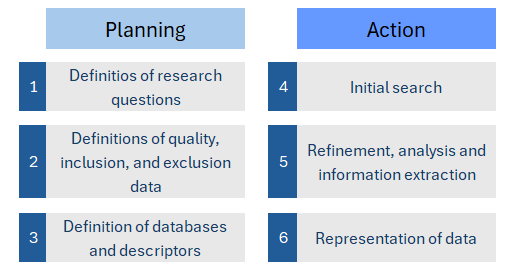 Planning
1
Definitios of research
questions
2
Definitions of quality,
inclusion, and exclusion
data
3
Definition of databases
and descriptors
Action
4
Initial search
5
Refinement, analysis and
information extraction
6
Representation of data